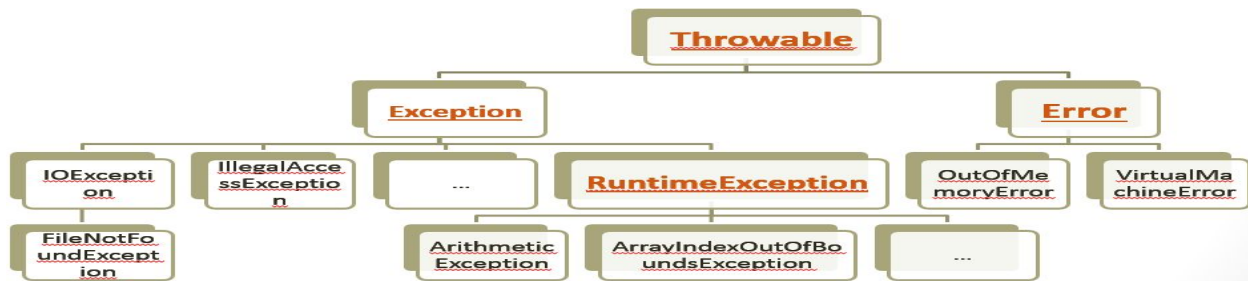 Throwable
Exception
Error
IOExcepti
on
IllegalAcce
ssExceptio
n
...
RuntimeException
OutOfMe
moryError
VirtualMa
chineError
FileNotFo
undExcept
ion
Arithmetic
Exception
ArrayIndexOutOfBo
undsException
...